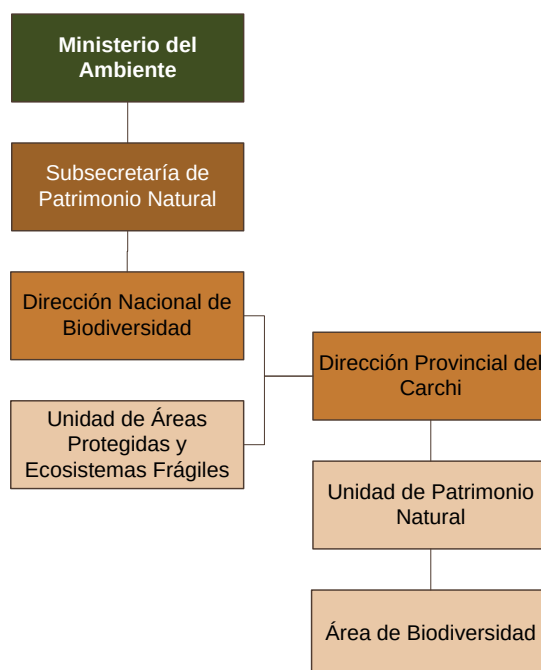 Ministerio del
Ambiente
Subsecretaría de
Patrimonio Natural
Dirección Nacional de
Biodiversidad
Unidad de Áreas
Protegidas y
Ecosistemas Frágiles
Dirección Provincial del
Carchi
Unidad de Patrimonio
Natural
Área de Biodiversidad